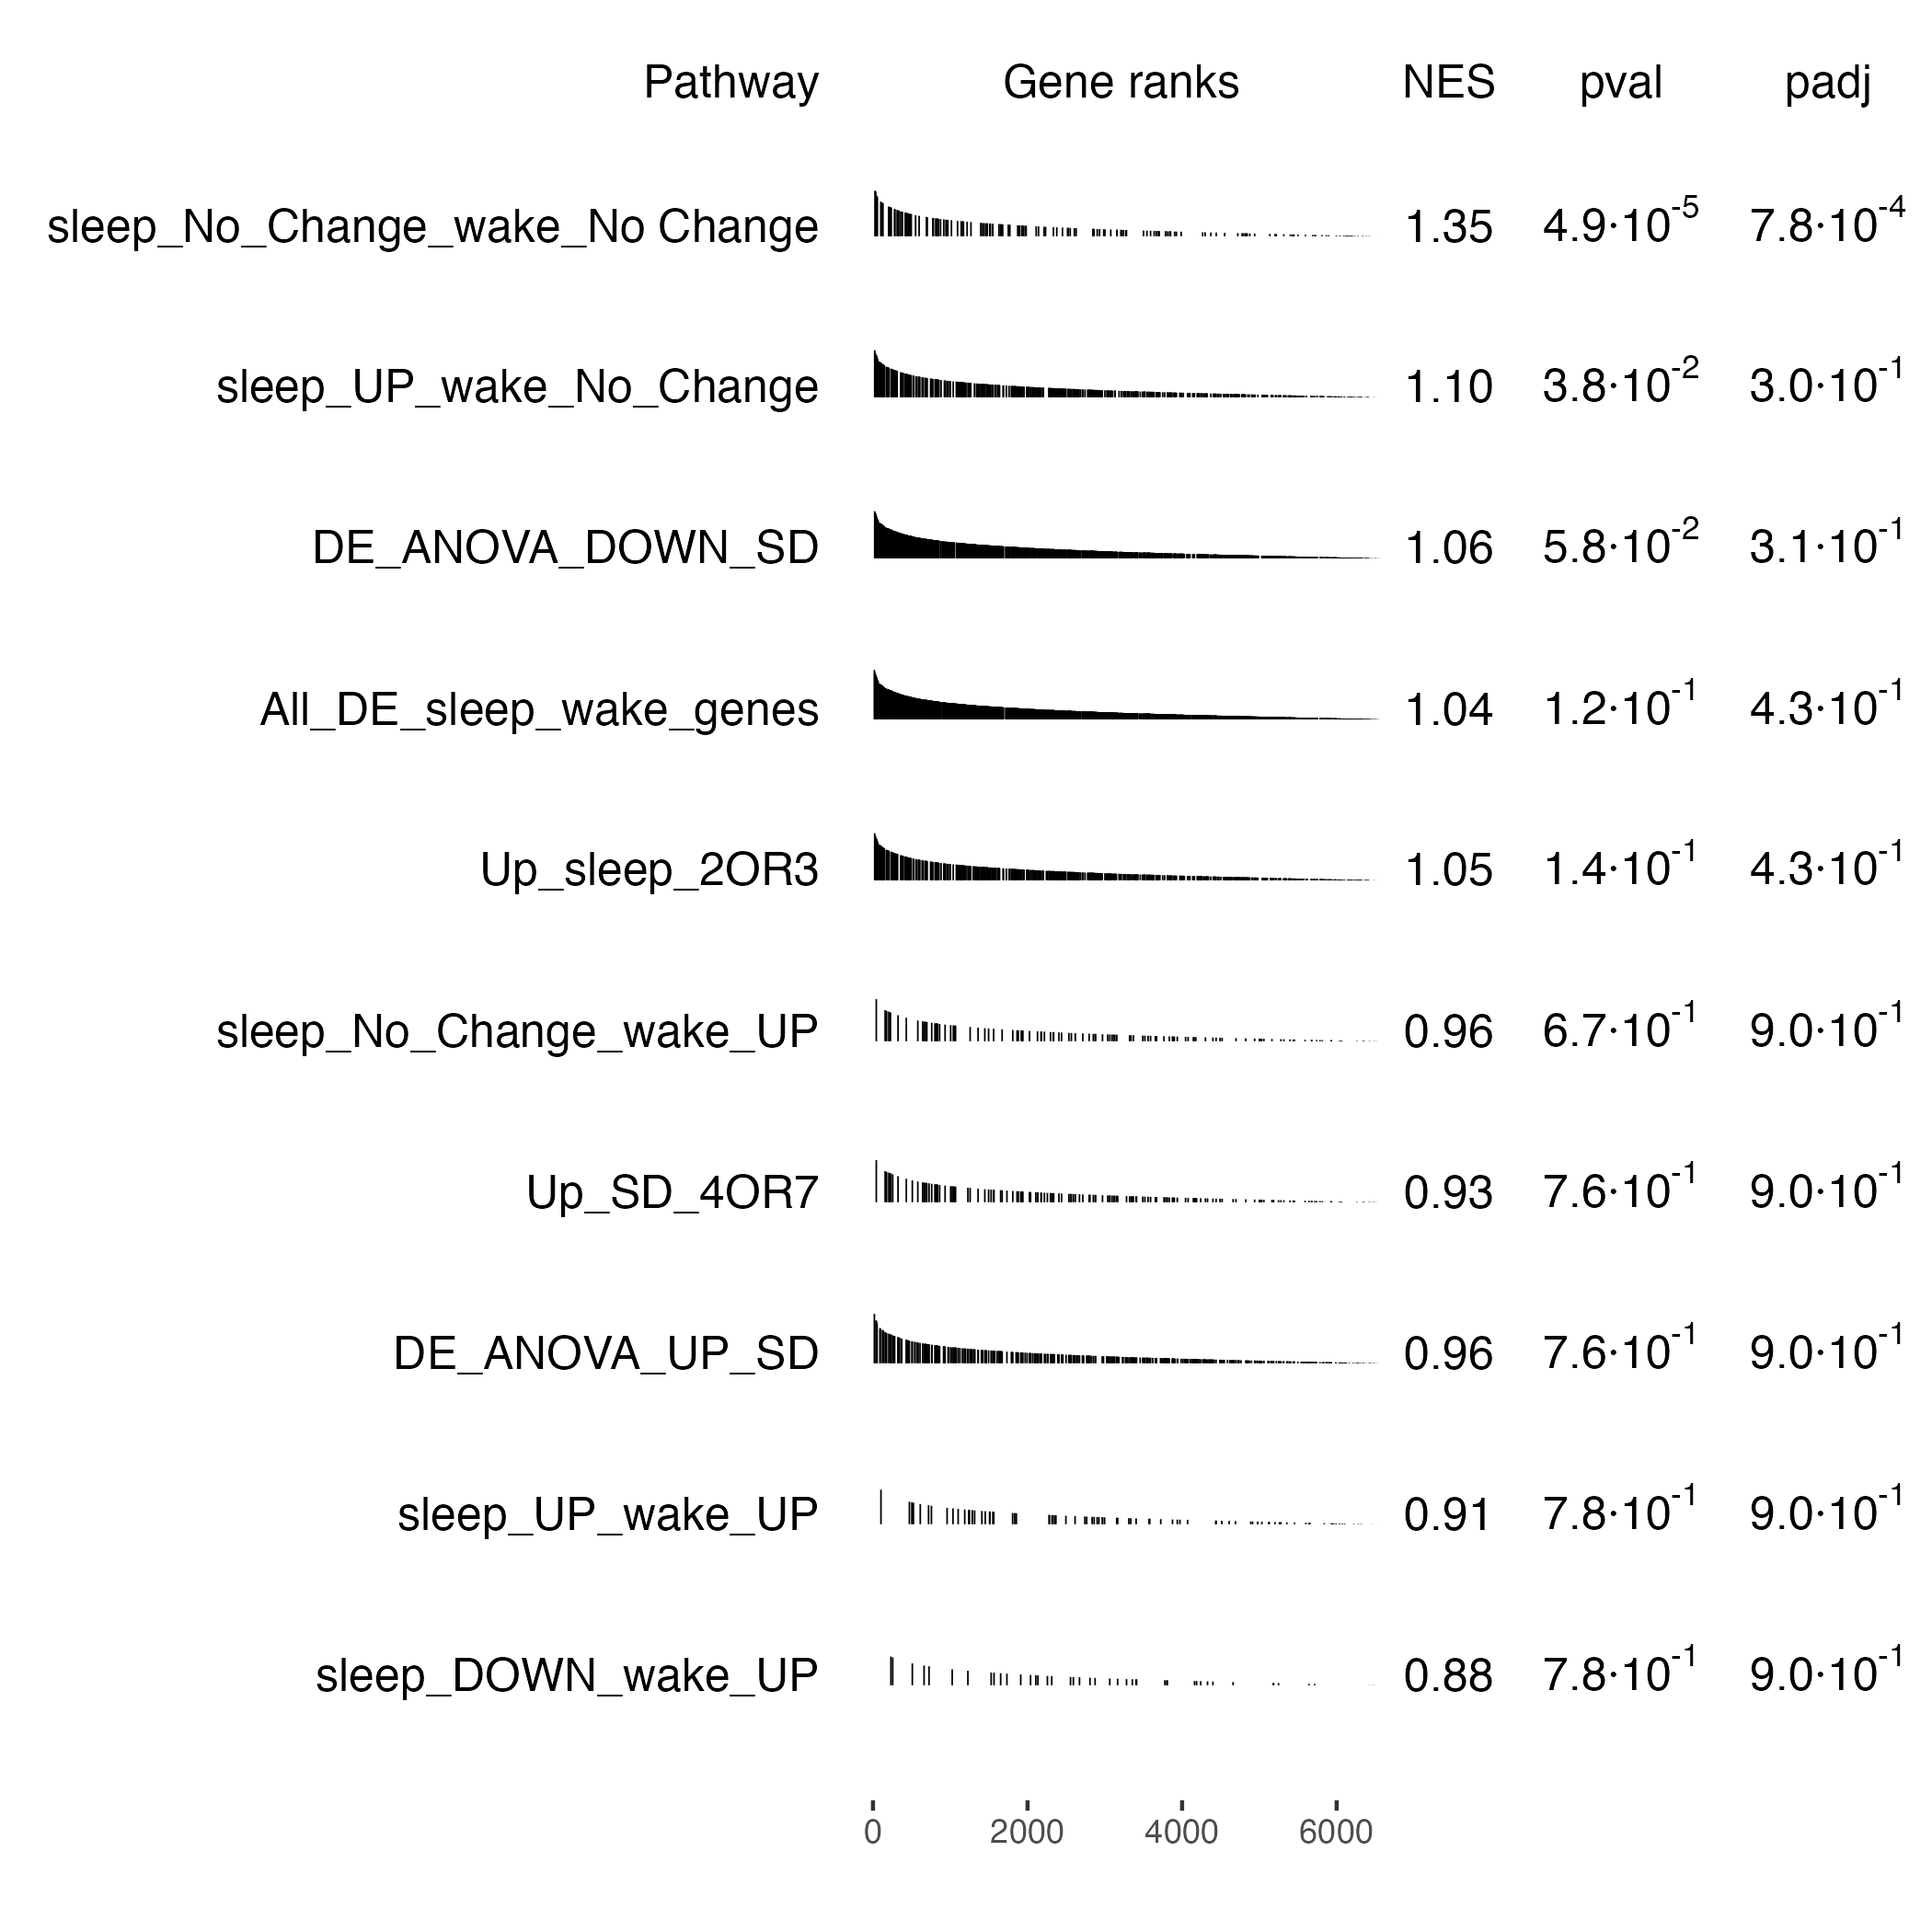 Pathway Gene ranks NES pval padj
sleep_No_Change_wake_No Change 1.35 4.9·10⁻⁵ 7.8·10⁻⁴
sleep_UP_wake_No_Change 1.10 3.8·10⁻² 3.0·10⁻¹
DE_ANOVA_DOWN_SD 1.06 5.8·10⁻² 3.1·10⁻¹
All_DE_sleep_wake_genes 1.04 1.2·10⁻¹ 4.3·10⁻¹
Up_sleep_2OR3 1.05 1.4·10⁻¹ 4.3·10⁻¹
sleep_No_Change_wake_UP 0.96 6.7·10⁻¹ 9.0·10⁻¹
Up_SD_4OR7 0.93 7.6·10⁻¹ 9.0·10⁻¹
DE_ANOVA_UP_SD 0.96 7.6·10⁻¹ 9.0·10⁻¹
sleep_UP_wake_UP 0.91 7.8·10⁻¹ 9.0·10⁻¹
sleep_DOWN_wake_UP 0.88 7.8·10⁻¹ 9.0·10⁻¹
0 2000 4000 6000